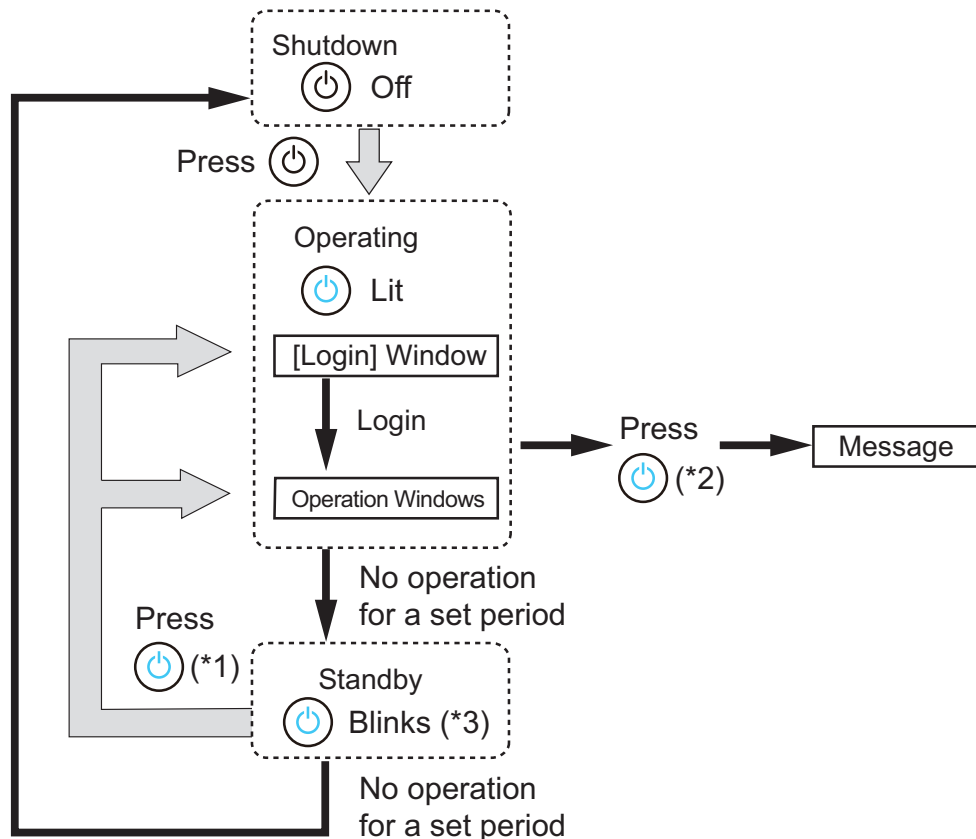 Shutdown
Off
Press
Operating
Lit
[Login] Window
Login
Operation Windows
Press
(*2)
Message
No operation
for a set period
Press
(*1)
Standby
Blinks (*3)
No operation
for a set period